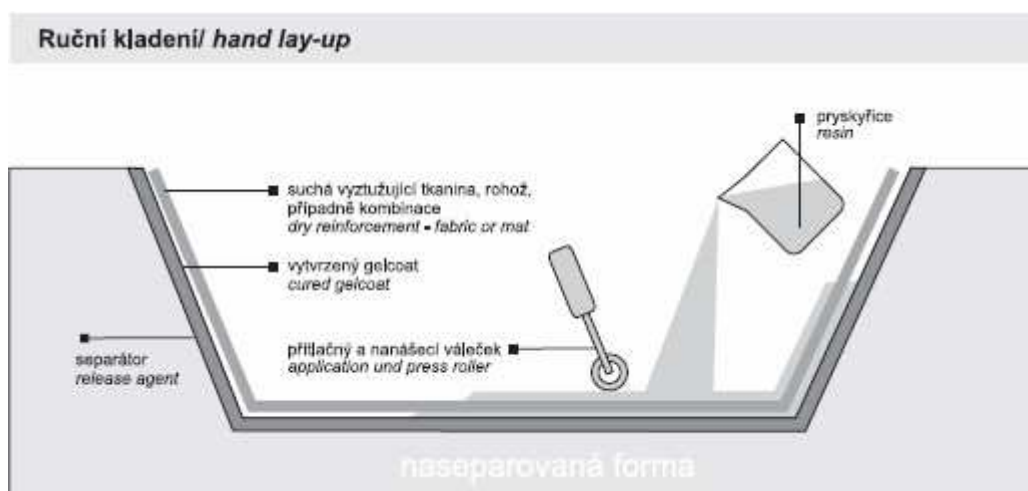 Ruční kladení/ hand lay-up
pryskyřice
resin
suchá vyztužující tkanina, rohož,
případně kombinace
dry reinforcement - fabric or mat
vytvrzený gelcoat
cured gelcoat
přítlačný a nanášecí váleček
application und press roller
separátor
release agent
naseparovaná forma